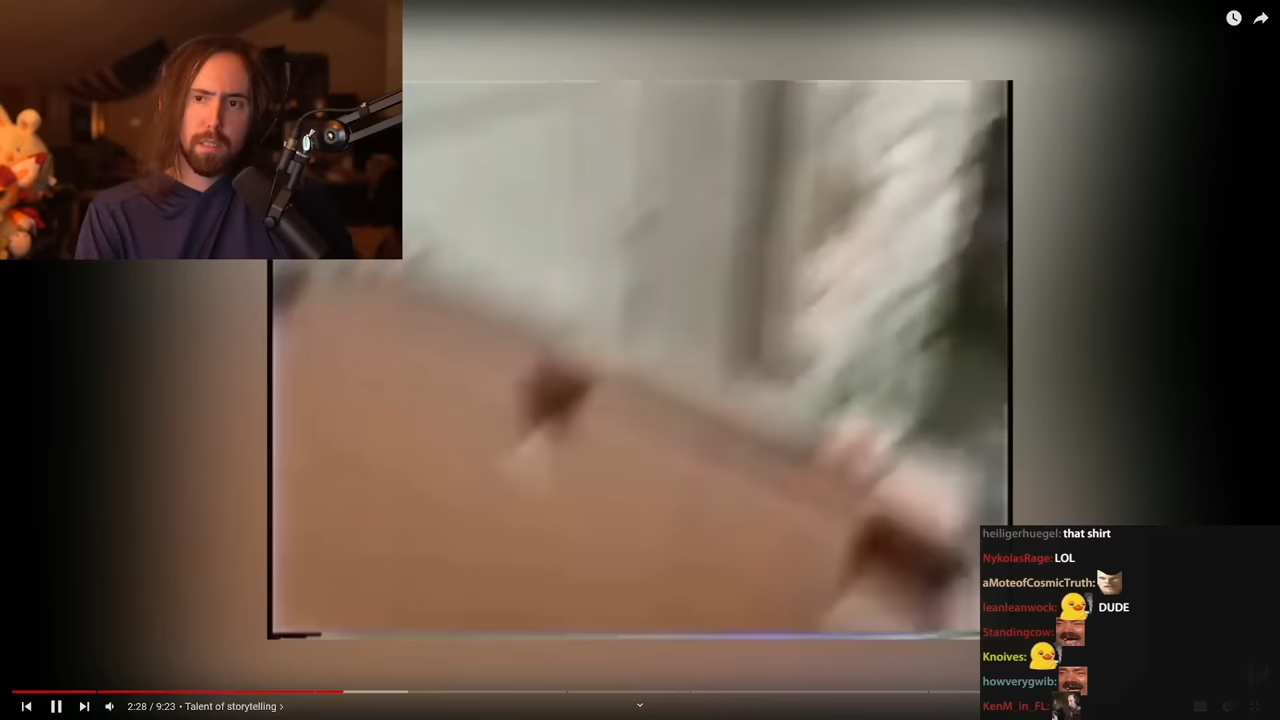 heiligerhuegel: that shirt
NykolasRage: LOL
aMoteofCosmicTruth:
leanleanwock: DUDE
Standingcow:
Knoives:
howverygwib:
KenM_in_FL:
2:28 / 9:23 • Talent of storytelling >